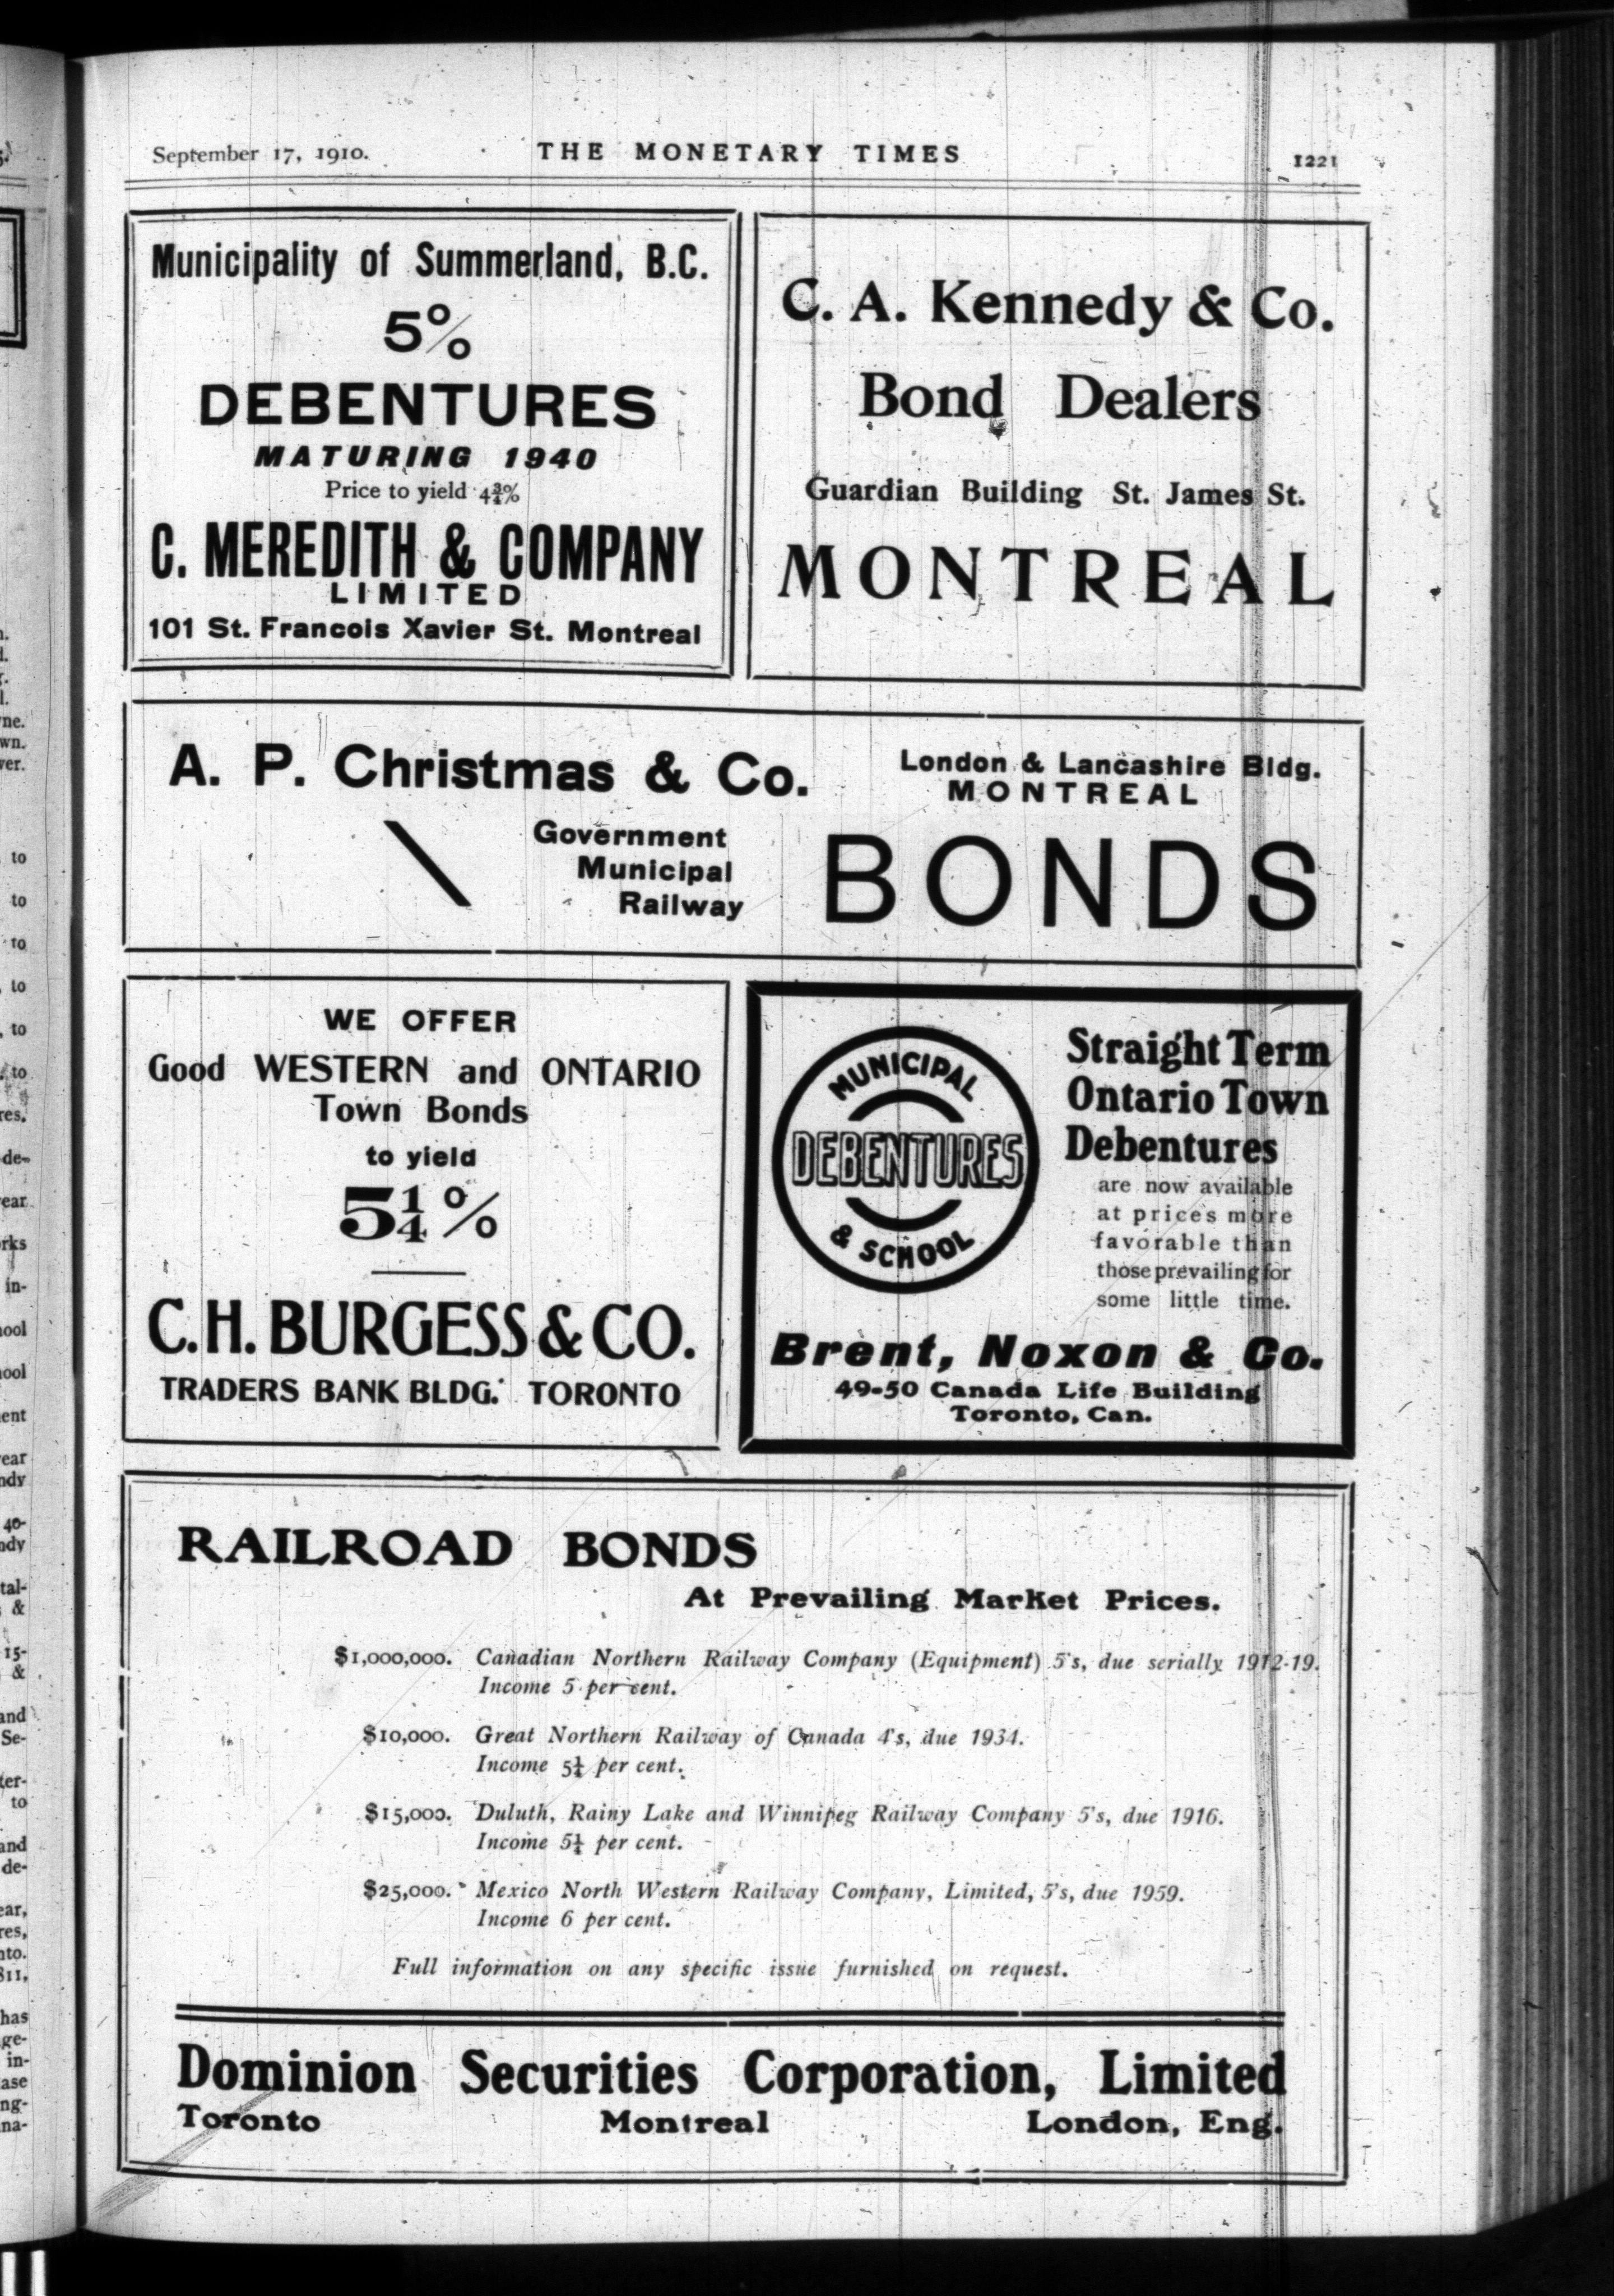 September 17, 1910.
THE MONETARY TIMES
1221
Municipality of Summerland, B.C.
5%
DEBENTURES
MATURING 1940
Price to yield 4¾%
C. MEREDITH & COMPANY
LIMITED
101 St. Francois Xavier St. Montreal
C. A. Kennedy & Co.
Bond Dealers
Guardian Building St. James St.
MONTREAL
A. P. Christmas & Co.
London & Lancashire Bldg.
MONTREAL
Government
Municipal
Railway
BONDS
WE OFFER
Good WESTERN and ONTARIO
Town Bonds
to yield
5¼%
C.H. BURGESS & CO.
TRADERS BANK BLDG. TORONTO
MUNICIPAL
DEBENTURES
& SCHOOL
Straight Term
Ontario Town
Debentures
are now available
at prices more
favorable than
those prevailing for
some little time.
Brent, Noxon & Co.
49-50 Canada Life Building
Toronto, Can.
RAILROAD BONDS
At Prevailing Market Prices.
$1,000,000. Canadian Northern Railway Company (Equipment) 5's, due serially 1912-19.
Income 5 per cent.
$10,000. Great Northern Railway of Canada 4's, due 1934.
Income 5¼ per cent.
$15,000. Duluth, Rainy Lake and Winnipeg Railway Company 5's, due 1916.
Income 5¼ per cent.
$25,000. Mexico North Western Railway Company, Limited, 5's, due 1959.
Income 6 per cent.
Full information on any specific issue furnished on request.
Dominion Securities Corporation, Limited
Toronto Montreal London, Eng.